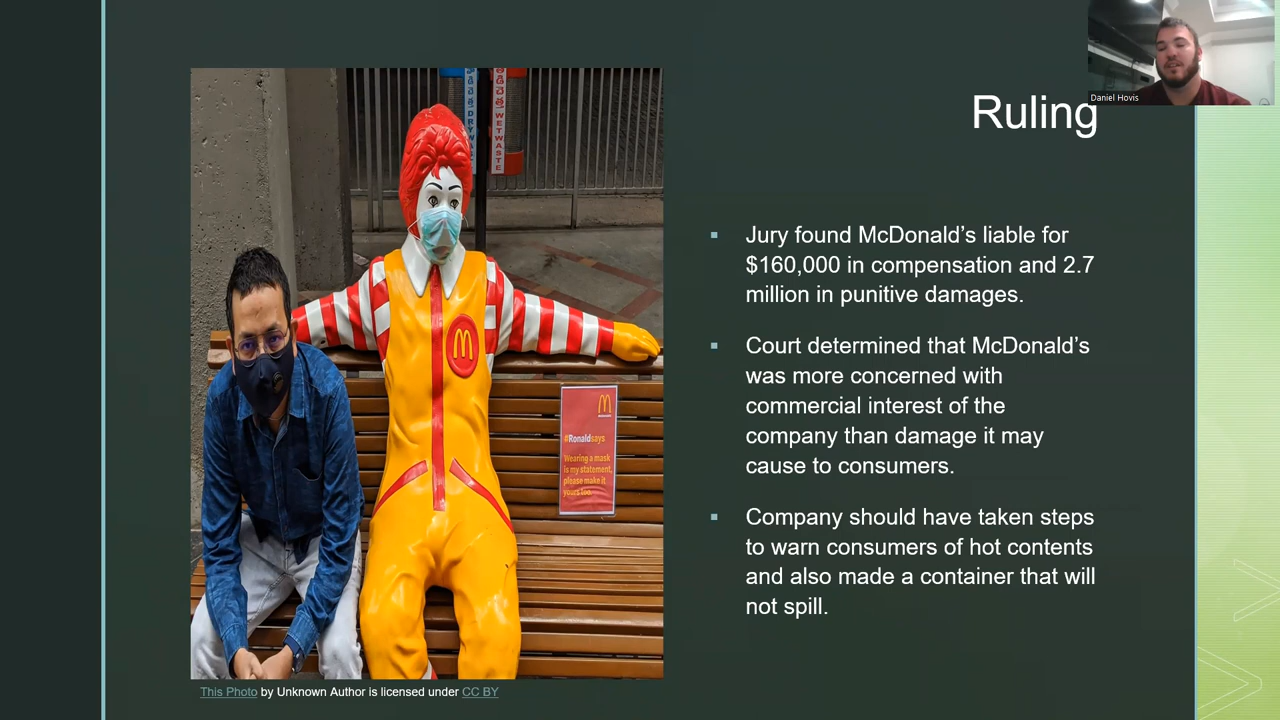 Daniel Hovis
Ruling
WET WASTE
▪ Jury found McDonald’s liable for
$160,000 in compensation and 2.7
million in punitive damages.
▪ Court determined that McDonald’s
was more concerned with
commercial interest of the
company than damage it may
cause to consumers.
▪ Company should have taken steps
to warn consumers of hot contents
and also made a container that will
not spill.
#Ronaldsays
Wearing a mask
is my statement,
please make it
yours too.
This Photo by Unknown Author is licensed under CC BY